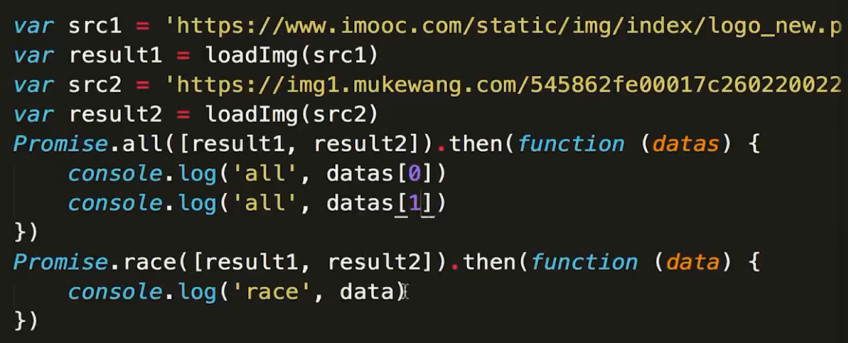 var src1 = 'https://www.imooc.com/static/img/index/logo_new.p
var result1 = loadImg(src1)
var src2 = 'https://img1.mukewang.com/545862fe00017c260220022
var result2 = loadImg(src2)
Promise.all([result1, result2]).then(function (datas) {
    console.log('all', datas[0])
    console.log('all', datas[1])
})
Promise.race([result1, result2]).then(function (data) {
    console.log('race', data)
})